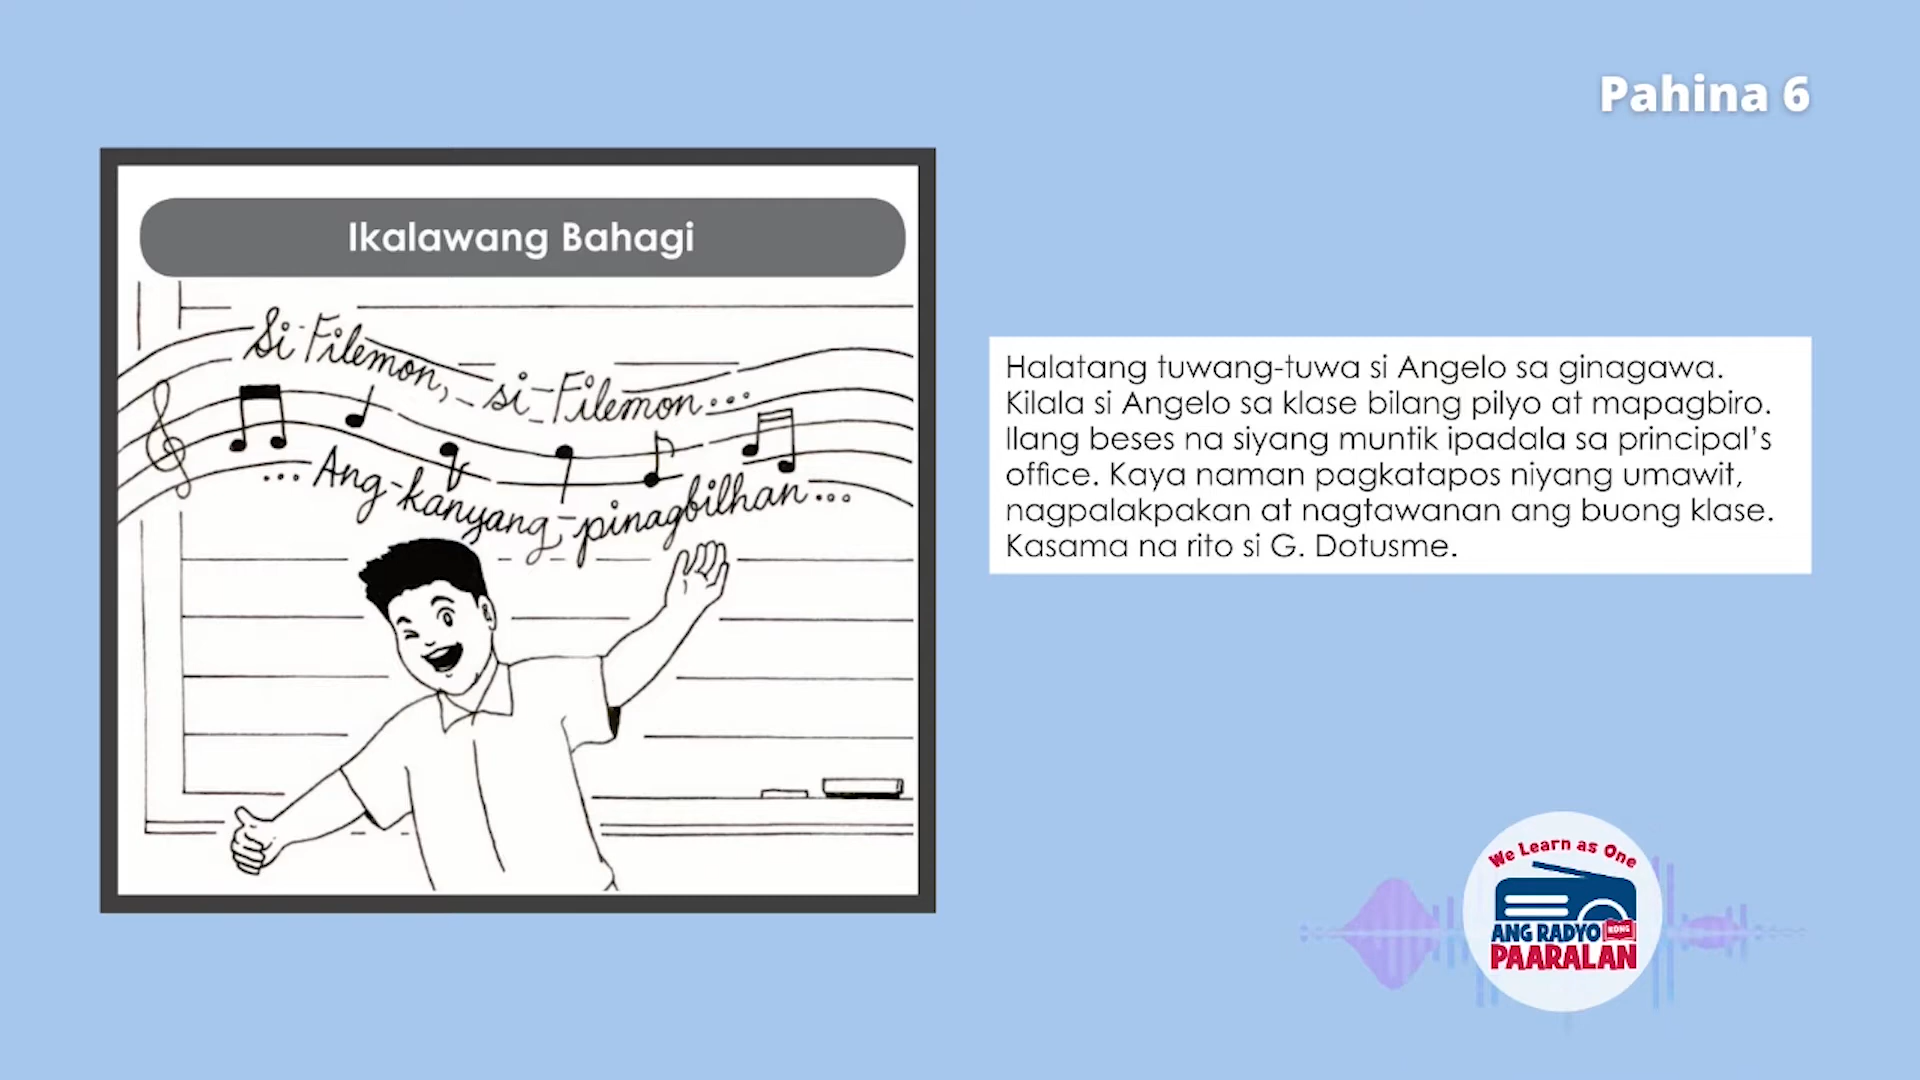 Pahina 6
Ikalawang Bahagi
Si Filemon, si Filemon...
...Ang-kanyang-pinagbilhan...
Halatang tuwang-tuwa si Angelo sa ginagawa.
Kilala si Angelo sa klase bilang pilyo at mapagbiro.
Ilang beses na siyang muntik ipadala sa principal's
office. Kaya naman pagkatapos niyang umawit,
nagpalakpakan at nagtawanan ang buong klase.
Kasama na rito si G. Dotusme.
We Learn as One
ANG RADYO KONG
PAARALAN